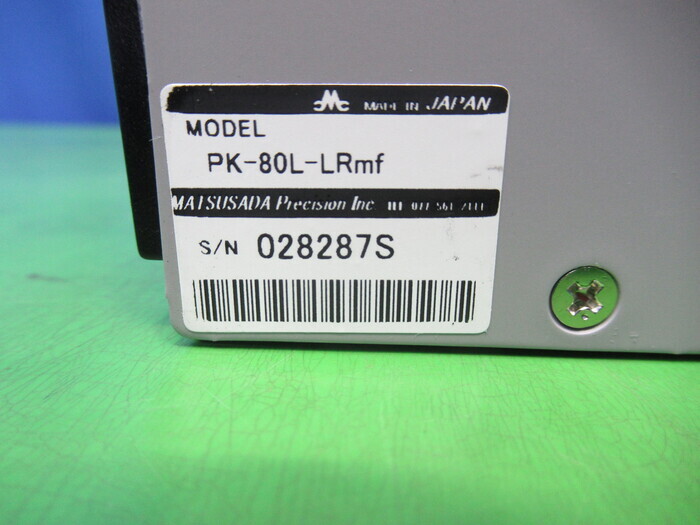 MADE IN JAPAN
MODEL
PK-80L-LRmf
MATSUSADA Precision Inc.
S/N 028287S